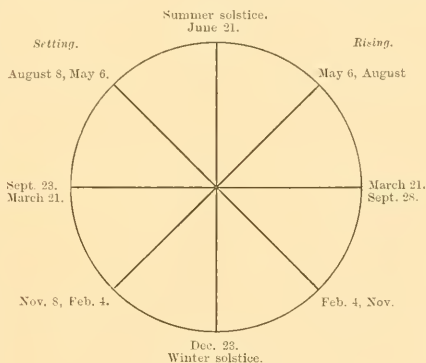 Summer solstice.
June 21.
Setting.
Rising.
August 8, May 6.
May 6, August
Sept. 23.
March 21.
March 21.
Sept. 28.
Nov. 8, Feb. 4.
Feb. 4, Nov.
Dec. 23.
Winter solstice.